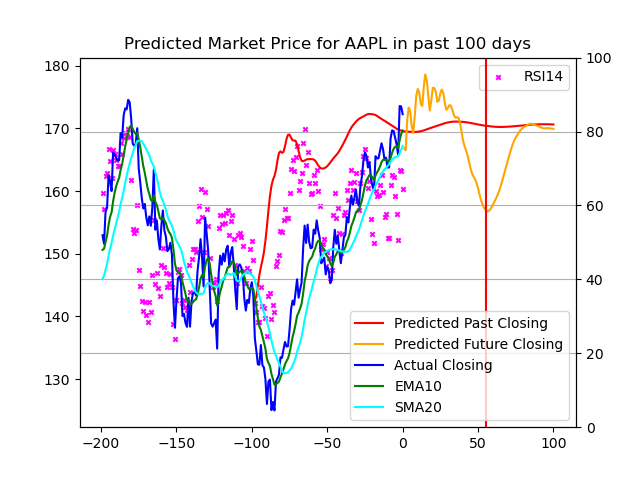 Predicted Market Price for AAPL in past 100 days
180
170
160
150
140
130
100
80
60
40
20
0
−200
−150
−100
−50
0
50
100
RSI14
Predicted Past Closing
Predicted Future Closing
Actual Closing
EMA10
SMA20